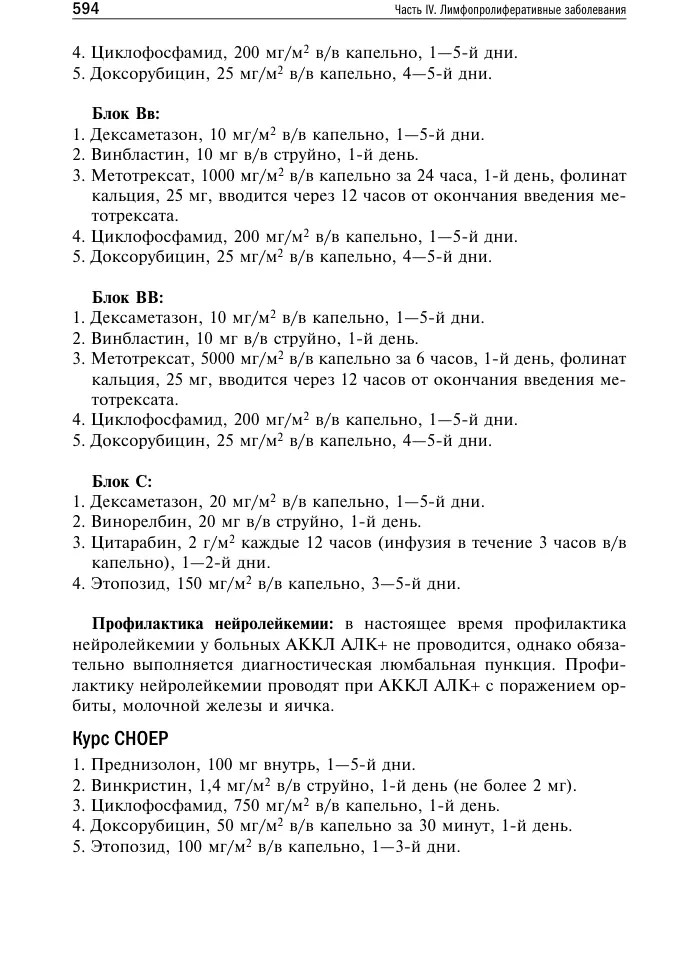 594
Часть IV. Лимфопролиферативные заболевания
4. Циклофосфамид, 200 мг/м² в/в капельно, 1—5-й дни.
5. Доксорубицин, 25 мг/м² в/в капельно, 4—5-й дни.
Блок Вв:
1. Дексаметазон, 10 мг/м² в/в капельно, 1—5-й дни.
2. Винбластин, 10 мг в/в струйно, 1-й день.
3. Метотрексат, 1000 мг/м² в/в капельно за 24 часа, 1-й день, фолинат
кальция, 25 мг, вводится через 12 часов от окончания введения ме-
тотрексата.
4. Циклофосфамид, 200 мг/м² в/в капельно, 1—5-й дни.
5. Доксорубицин, 25 мг/м² в/в капельно, 4—5-й дни.
Блок ВВ:
1. Дексаметазон, 10 мг/м² в/в капельно, 1—5-й дни.
2. Винбластин, 10 мг в/в струйно, 1-й день.
3. Метотрексат, 5000 мг/м² в/в капельно за 6 часов, 1-й день, фолинат
кальция, 25 мг, вводится через 12 часов от окончания введения ме-
тотрексата.
4. Циклофосфамид, 200 мг/м² в/в капельно, 1—5-й дни.
5. Доксорубицин, 25 мг/м² в/в капельно, 4—5-й дни.
Блок С:
1. Дексаметазон, 20 мг/м² в/в капельно, 1—5-й дни.
2. Винорелбин, 20 мг в/в струйно, 1-й день.
3. Цитарабин, 2 г/м² каждые 12 часов (инфузия в течение 3 часов в/в
капельно), 1—2-й дни.
4. Этопозид, 150 мг/м² в/в капельно, 3—5-й дни.
Профилактика нейролейкемии: в настоящее время профилактика
нейролейкемии у больных АККЛ АЛК+ не проводится, однако обяза-
тельно выполняется диагностическая люмбальная пункция. Профи-
лактику нейролейкемии проводят при АККЛ АЛК+ с поражением ор-
биты, молочной железы и яичка.
Курс CHOEP
1. Преднизолон, 100 мг внутрь, 1—5-й дни.
2. Винкристин, 1,4 мг/м² в/в струйно, 1-й день (не более 2 мг).
3. Циклофосфамид, 750 мг/м² в/в капельно, 1-й день.
4. Доксорубицин, 50 мг/м² в/в капельно за 30 минут, 1-й день.
5. Этопозид, 100 мг/м² в/в капельно, 1—3-й дни.